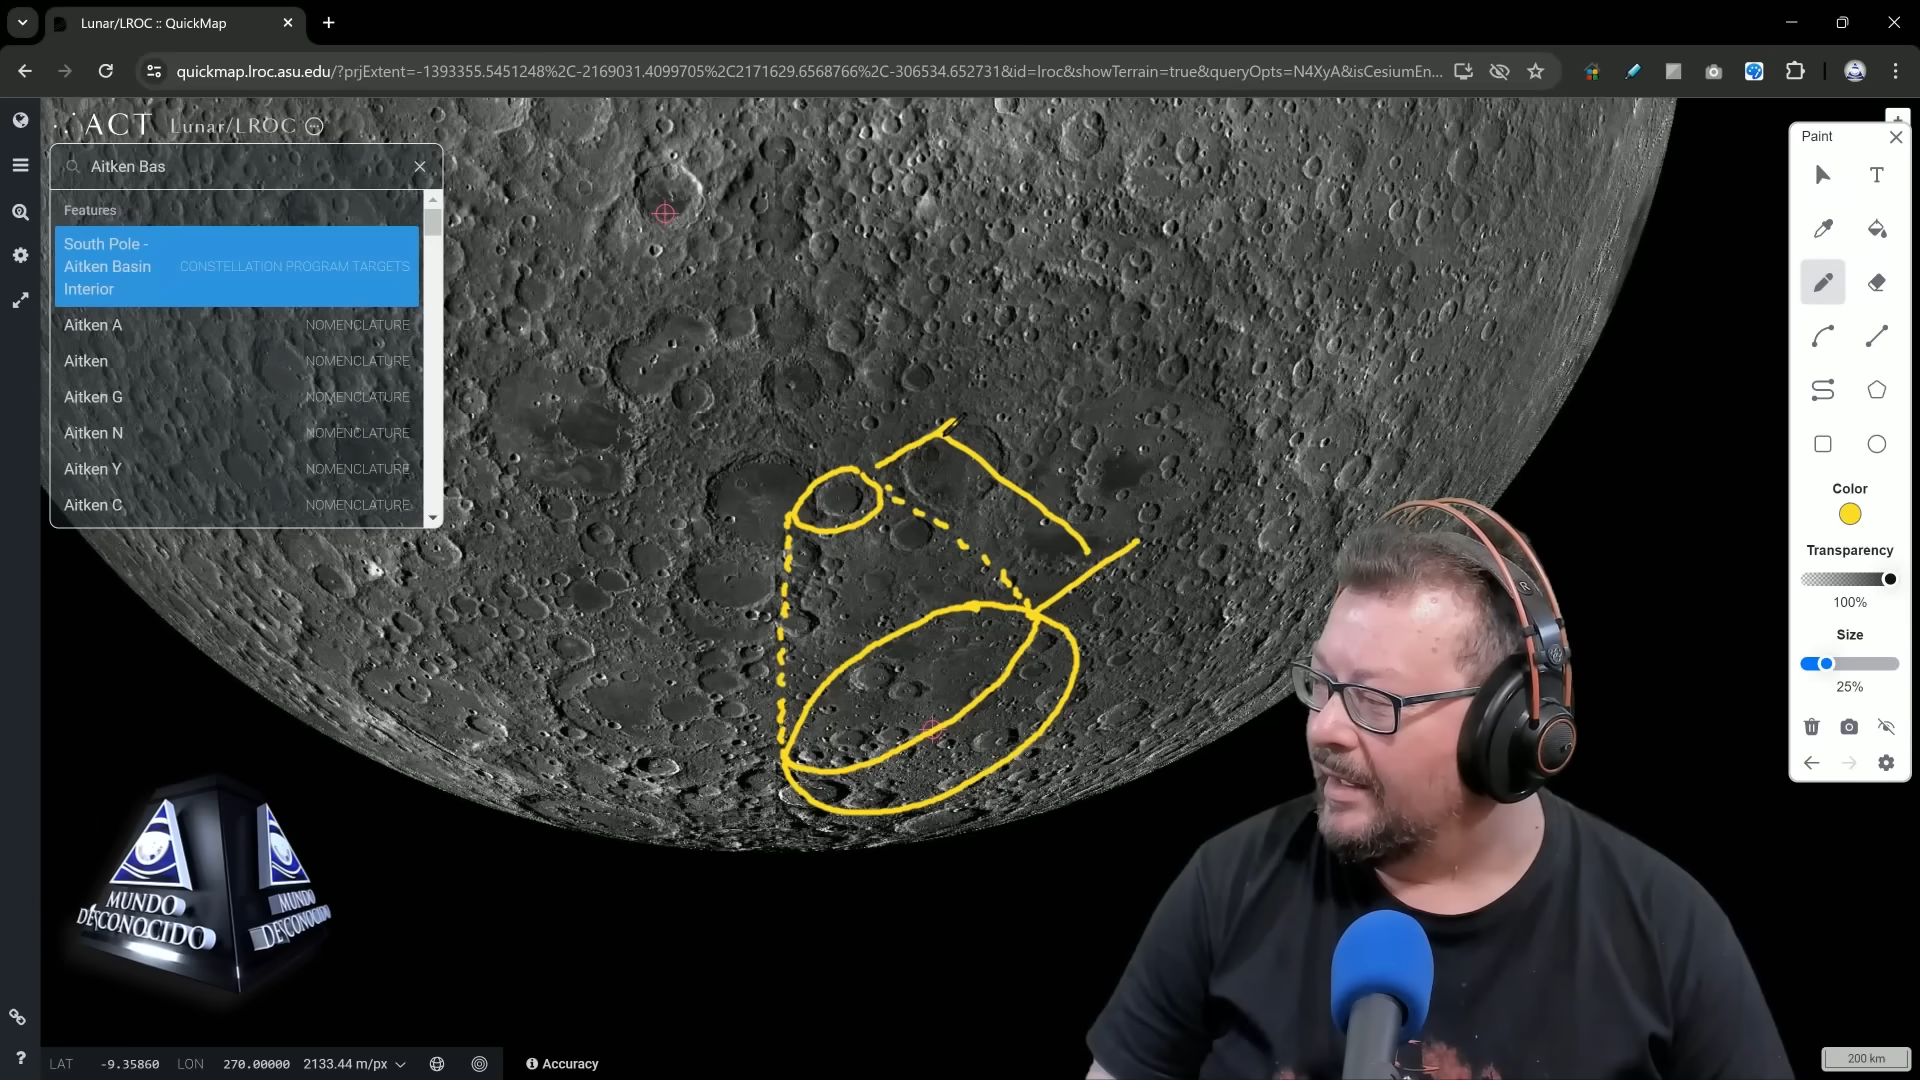 Lunar/LROC :: QuickMap
quickmap.lroc.asu.edu/?prjExtent=-1393355.5451248%2C-2169031.4099705%2C2171629.6568766%2C-306534.652731&id=lroc&showTerrain=true&queryOpts=N4XyA&isCesiumEn...
ACT Lunar/LROC
Aitken Bas
Features
South Pole -
Aitken Basin CONSTELLATION PROGRAM TARGETS
Interior
Aitken A NOMENCLATURE
Aitken NOMENCLATURE
Aitken G NOMENCLATURE
Aitken N NOMENCLATURE
Aitken Y NOMENCLATURE
Aitken C NOMENCLATURE
Paint
T
Color
Transparency
100%
Size
25%
R
MUNDO
DESCONOCIDO
MUNDO
DESCONOCIDO
LAT -9.35860 LON 270.00000 2133.44 m/px Accuracy
200 km